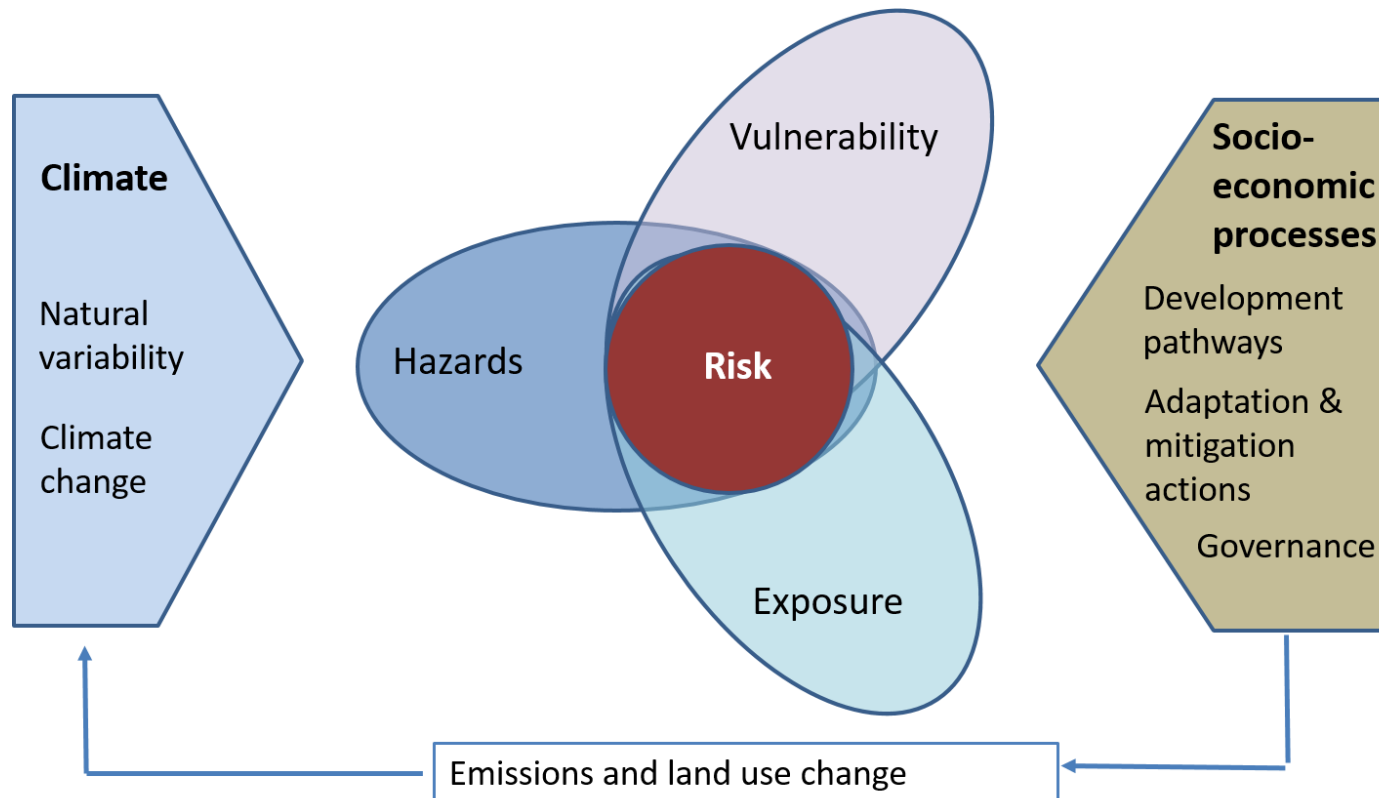 Climate
Natural
variability
Climate
change
Vulnerability
Hazards
Risk
Exposure
Socio-
economic
processes
Development
pathways
Adaptation &
mitigation
actions
Governance
Emissions and land use change